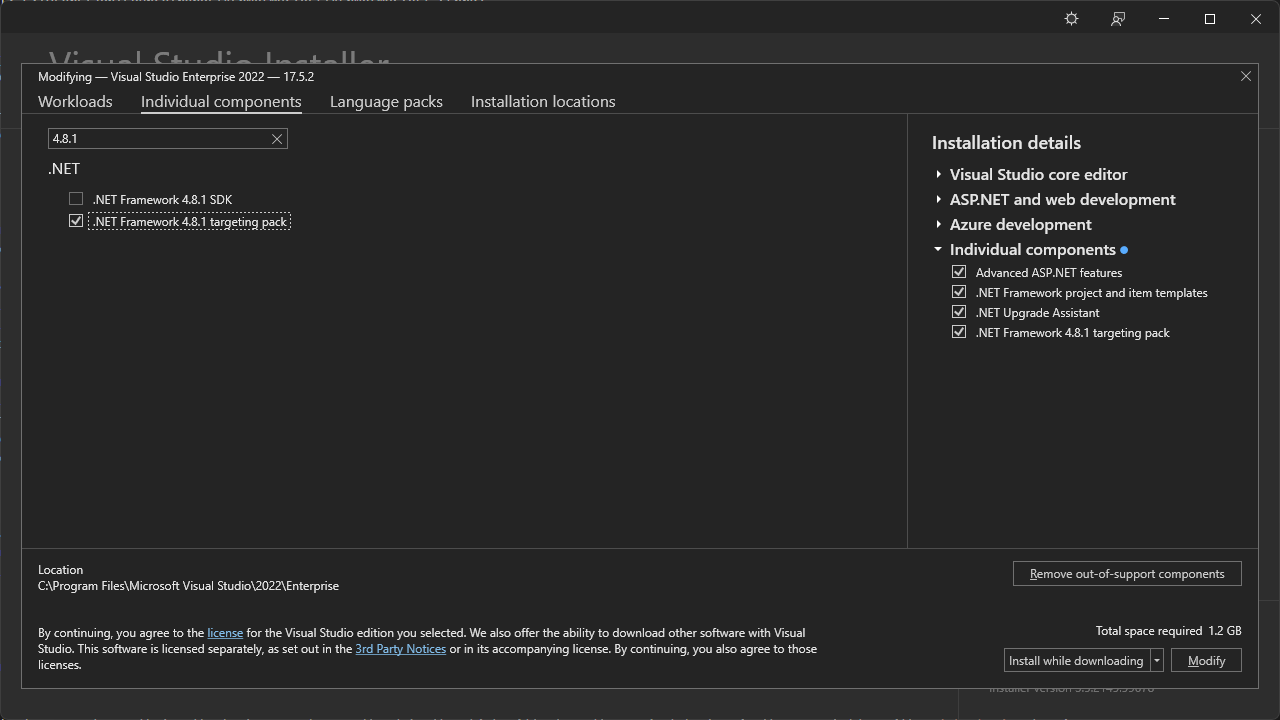 Visual Studio Installer
Modifying — Visual Studio Enterprise 2022 — 17.5.2
Workloads
Individual components
Language packs
Installation locations
4.8.1
.NET
.NET Framework 4.8.1 SDK
.NET Framework 4.8.1 targeting pack
Installation details
Visual Studio core editor
ASP.NET and web development
Azure development
Individual components
Advanced ASP.NET features
.NET Framework project and item templates
.NET Upgrade Assistant
.NET Framework 4.8.1 targeting pack
Location
C:\Program Files\Microsoft Visual Studio\2022\Enterprise
Remove out-of-support components
By continuing, you agree to the license for the Visual Studio edition you selected. We also offer the ability to download other software with Visual
Studio. This software is licensed separately, as set out in the 3rd Party Notices or in its accompanying license. By continuing, you also agree to those
licenses.
Total space required 1.2 GB
Install while downloading
Modify
Installer version